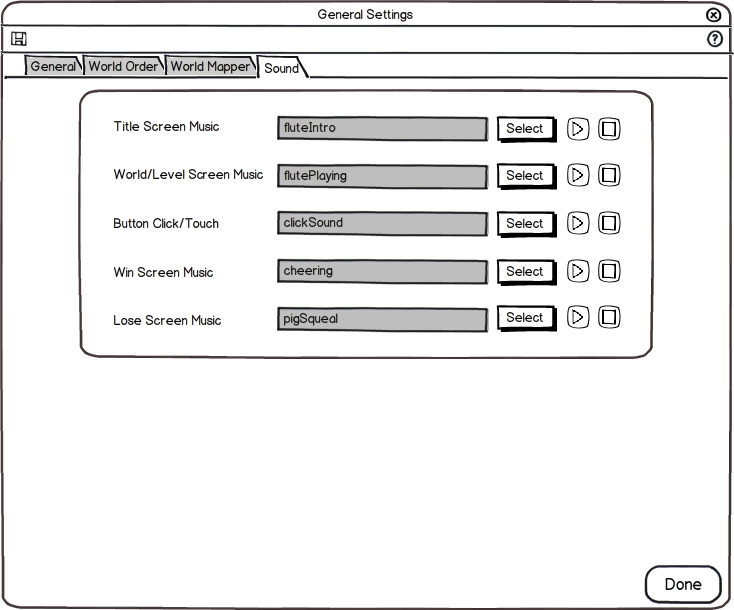 General Settings
General World Order World Mapper Sound
Title Screen Music fluteIntro Select
World/Level Screen Music flutePlaying Select
Button Click/Touch clickSound Select
Win Screen Music cheering Select
Lose Screen Music pigSqueal Select
Done